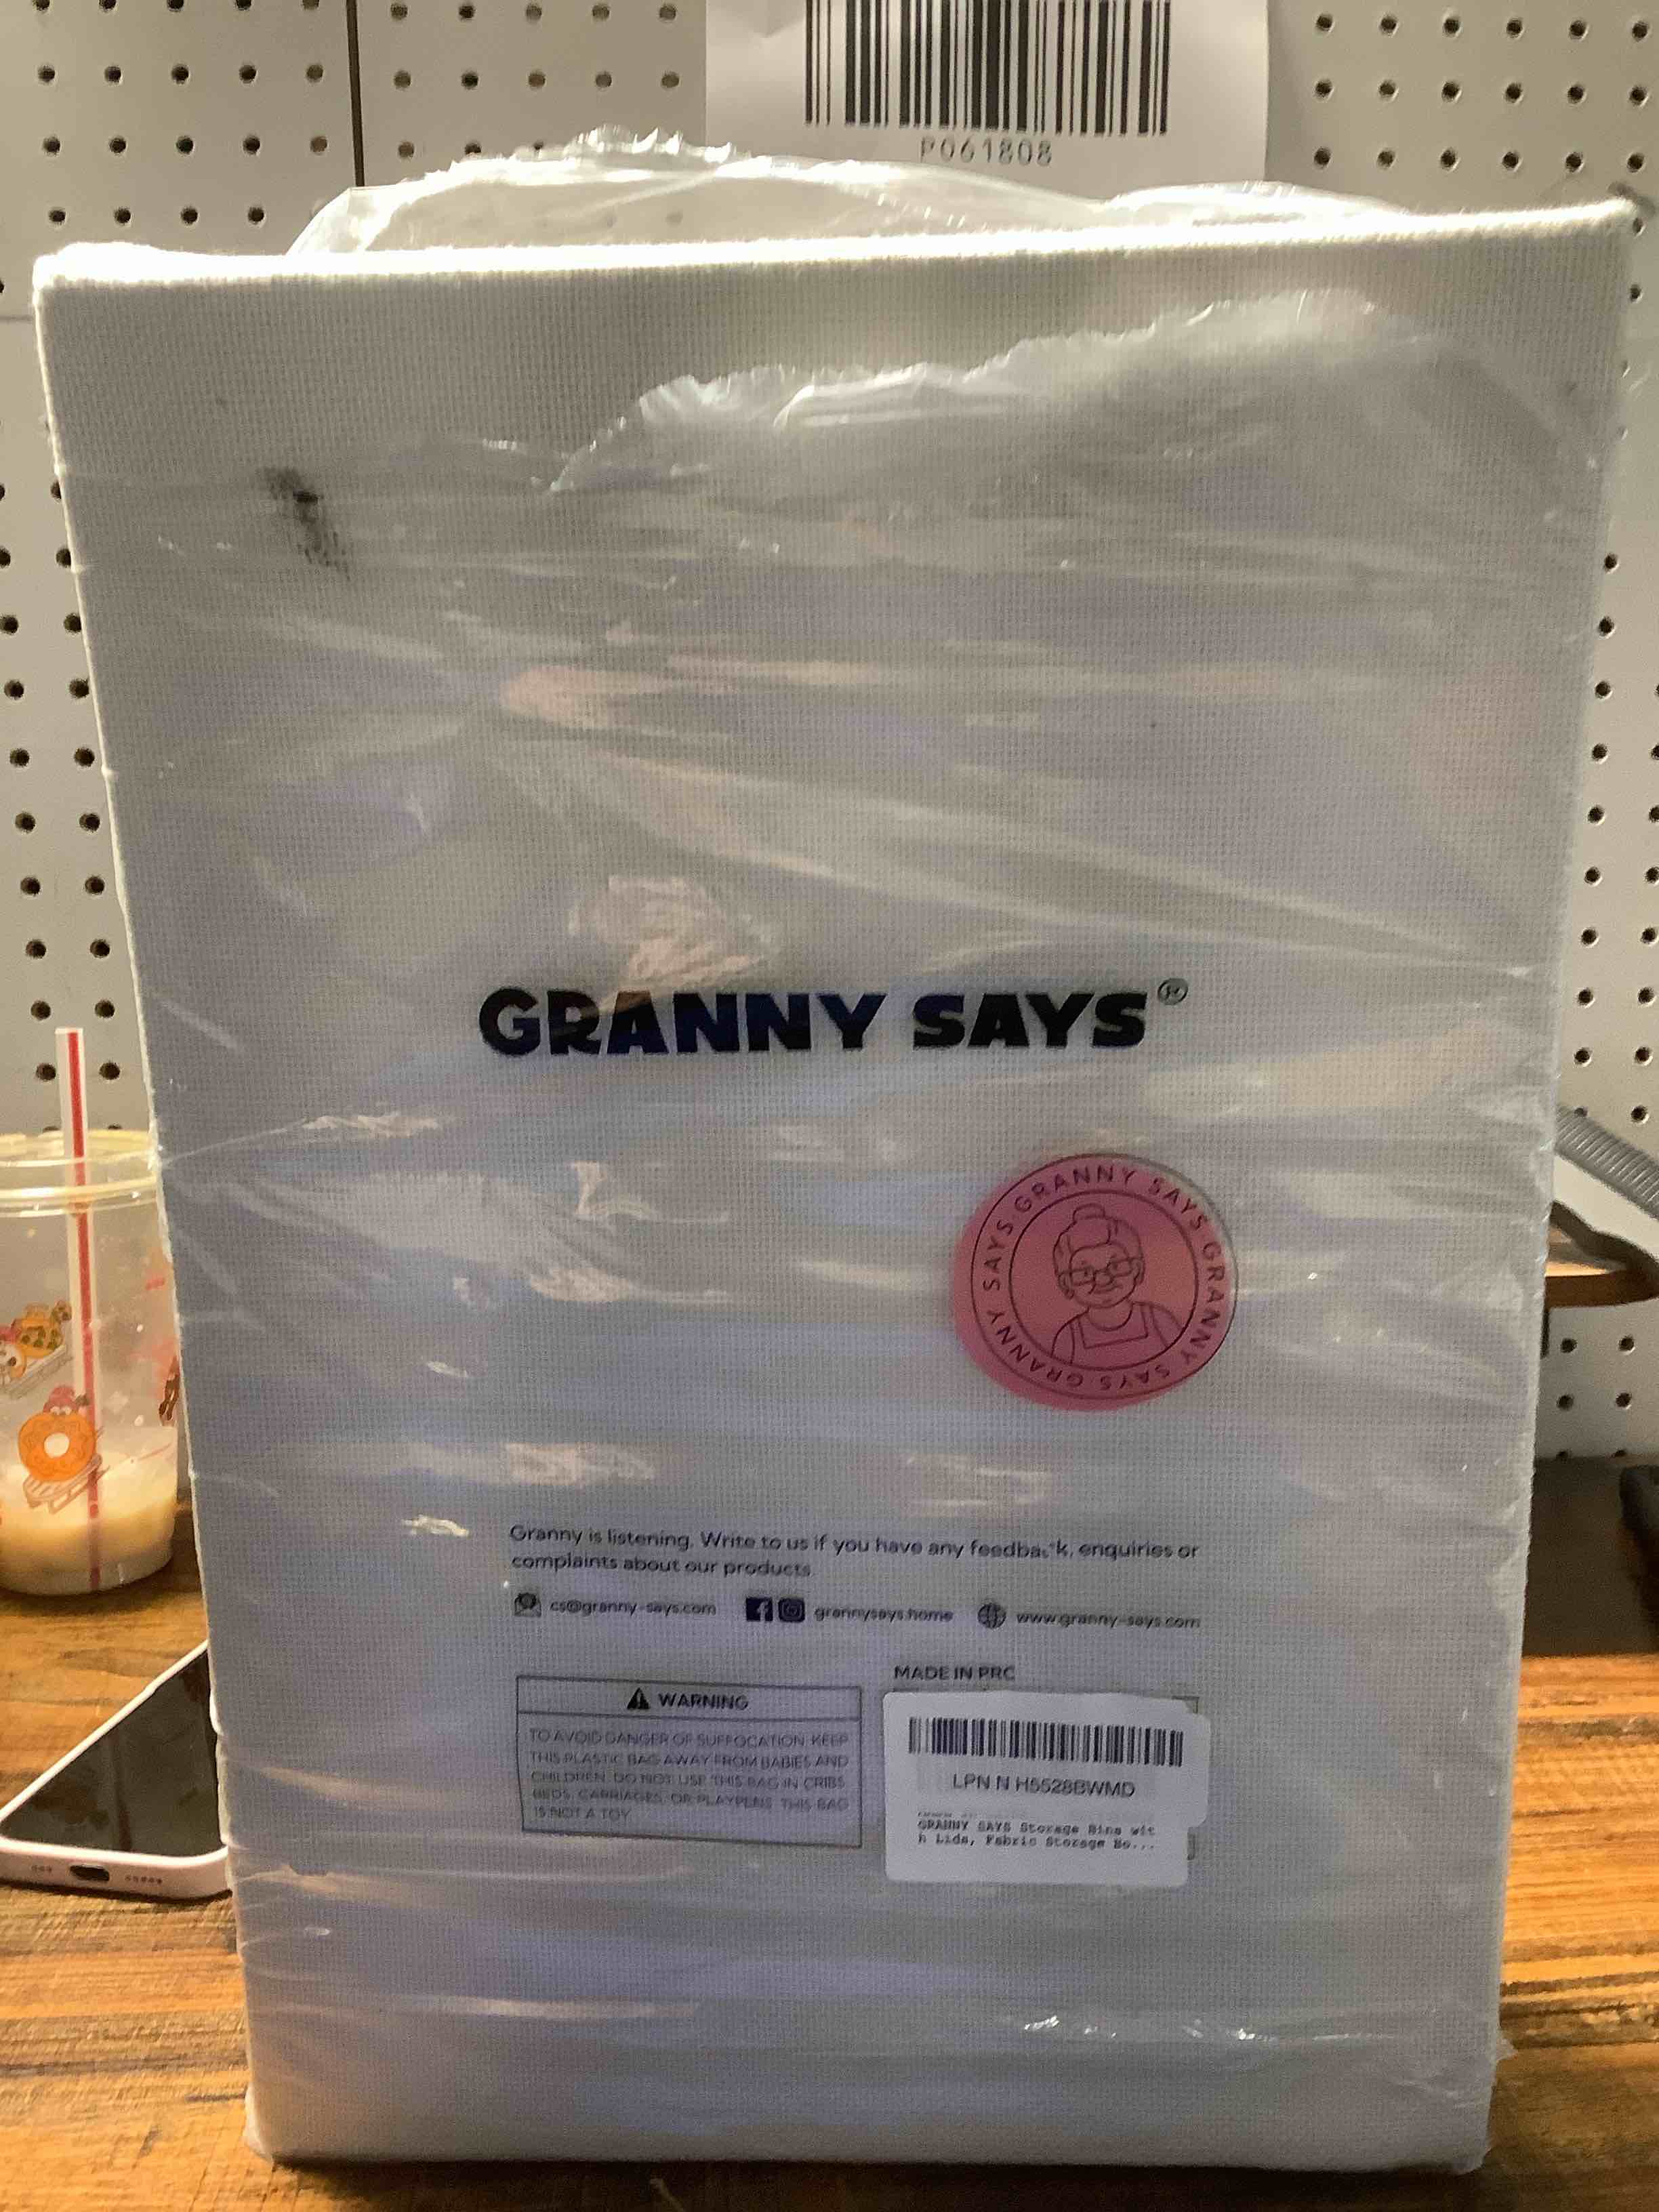 P061808
GRANNY SAYS®
GRANNY SAYS GRANNY SAYS GRANNY SAYS
Granny is listening. Write to us if you have any feedback, enquiries or
complaints about our products.
cs@granny-says.com grannysays.home www.granny-says.com
MADE IN PRC
WARNING
TO AVOID DANGER OF SUFFOCATION KEEP
THIS PLASTIC BAG AWAY FROM BABIES AND
CHILDREN. DO NOT USE THIS BAG IN CRIBS,
BEDS, CARRIAGES, OR PLAYPENS. THIS BAG
IS NOT A TOY
LPN N H5528BWMD
GRANNY SAYS Storage Bins wit
h Lids, Fabric Storage Bo...